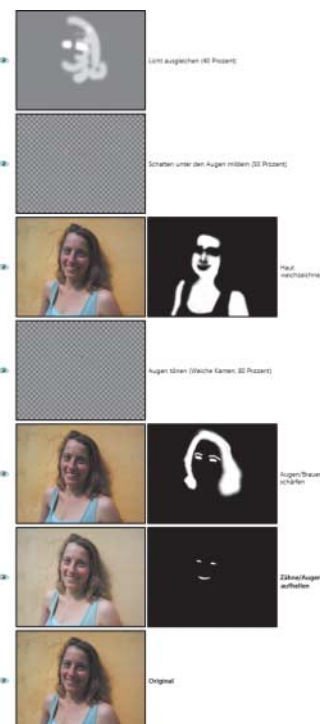 Licht ausgleichen (40 Prozent)
Schatten unter den Augen mildern (50 Prozent)
Haut
weichzeichnen
Augen tönen (Weiche Kanten, 80 Prozent)
Augen/Brauen
schärfen
Zähne/Augen
aufhellen
Original